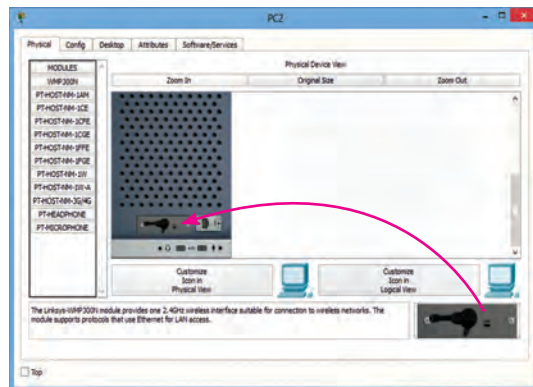 PC2
Physical Config Desktop Attributes Software/Services
MODULES
WMP300N
PT-HOST-NM-1AM
PT-HOST-NM-1CE
PT-HOST-NM-1CFE
PT-HOST-NM-1CGE
PT-HOST-NM-1FFE
PT-HOST-NM-1FGE
PT-HOST-NM-1W
PT-HOST-NM-1W-A
PT-HOST-NM-3G/4G
PT-HEADPHONE
PT-MICROPHONE
Physical Device View
Zoom In Original Size Zoom Out
Customize
Icon in
Physical View
Customize
Icon in
Logical View
The Linksys-WMP300N module provides one 2.4GHz wireless interface suitable for connection to wireless networks. The
module supports protocols that use Ethernet for LAN access.
Top